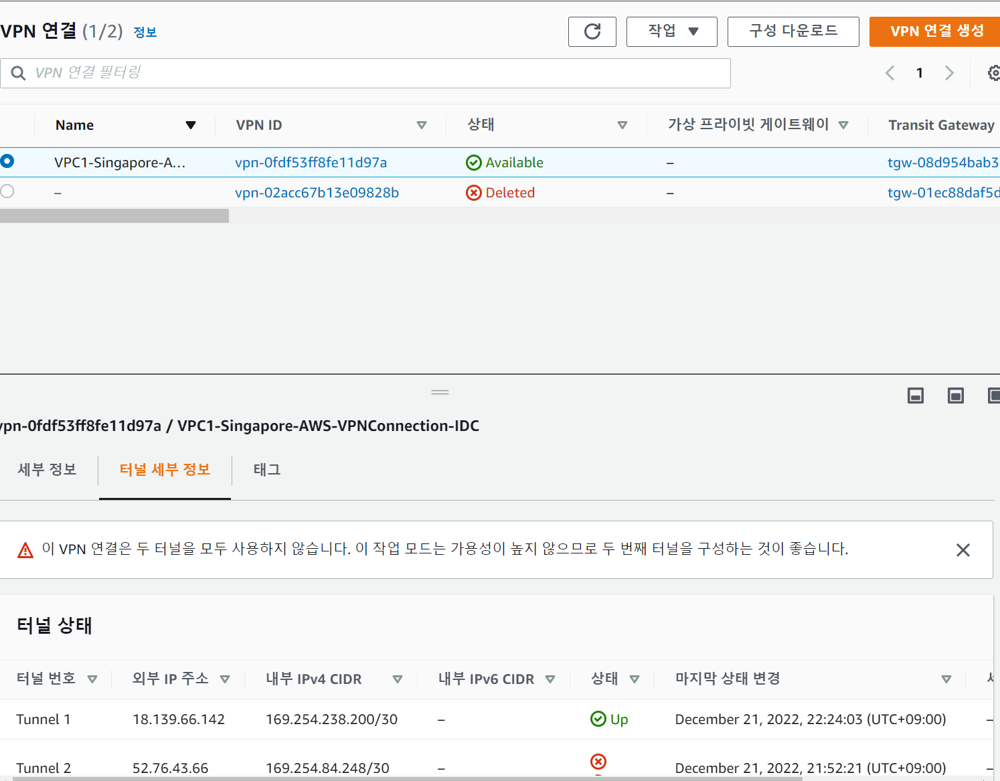 VPN 연결 (1/2) 정보 작업 구성 다운로드 VPN 연결 생성
VPN 연결 필터링 1
Name VPN ID 상태 가상 프라이빗 게이트웨이 Transit Gateway
VPC1-Singapore-A... vpn-0fdf53ff8fe11d97a Available – tgw-08d954bab3
– vpn-02acc67b13e09828b Deleted – tgw-01ec88daf5d
vpn-0fdf53ff8fe11d97a / VPC1-Singapore-AWS-VPNConnection-IDC
세부 정보 터널 세부 정보 태그
이 VPN 연결은 두 터널을 모두 사용하지 않습니다. 이 작업 모드는 가용성이 높지 않으므로 두 번째 터널을 구성하는 것이 좋습니다.
터널 상태
터널 번호 외부 IP 주소 내부 IPv4 CIDR 내부 IPv6 CIDR 상태 마지막 상태 변경
Tunnel 1 18.139.66.142 169.254.238.200/30 – Up December 21, 2022, 22:24:03 (UTC+09:00) –
Tunnel 2 52.76.43.66 169.254.84.248/30 – December 21, 2022, 21:52:21 (UTC+09:00) –